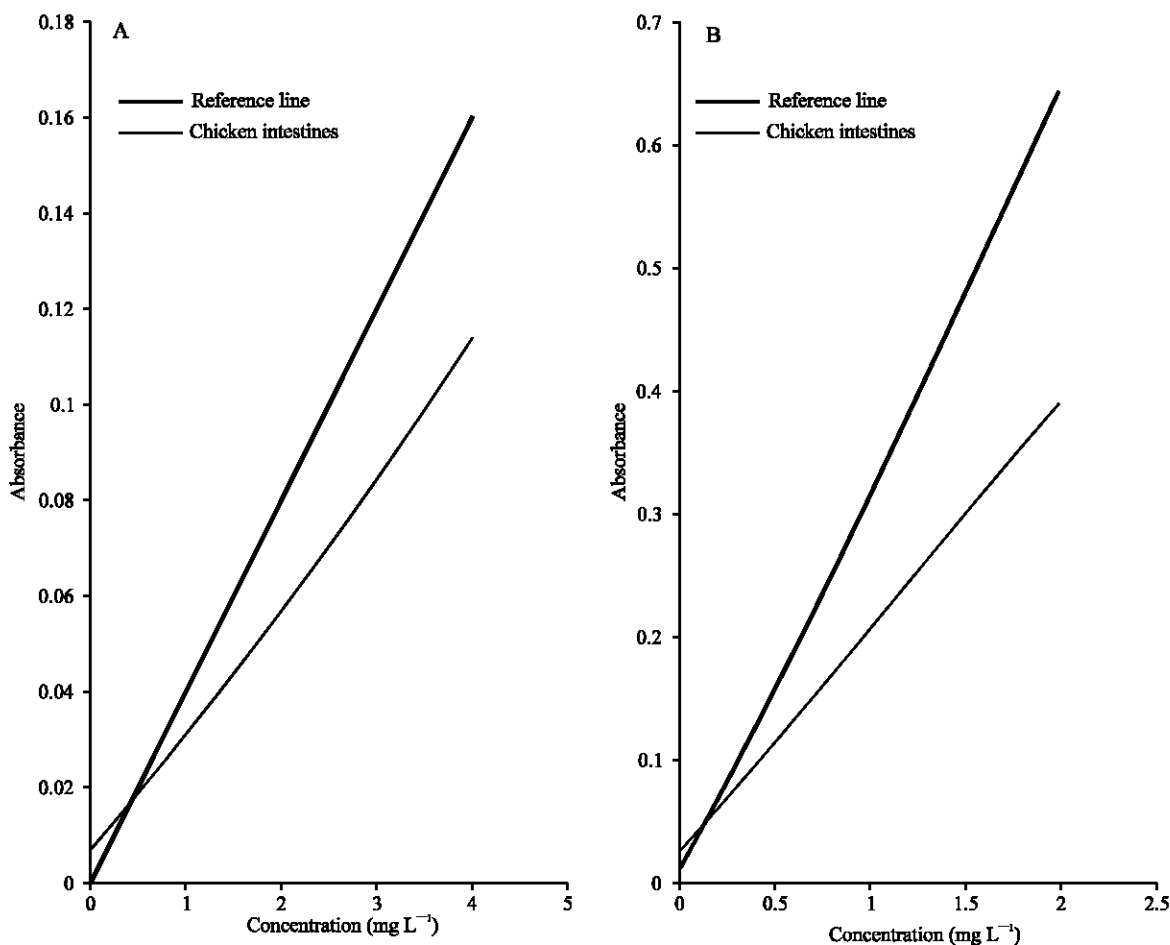 A
Reference line
Chicken intestines
0.18
0.16
0.14
0.12
0.1
0.08
0.06
0.04
0.02
0
Absorbance
0 1 2 3 4 5
Concentration (mg L⁻¹)
B
Reference line
Chicken intestines
0.7
0.6
0.5
0.4
0.3
0.2
0.1
0
Absorbance
0 0.5 1 1.5 2 2.5
Concentration (mg L⁻¹)